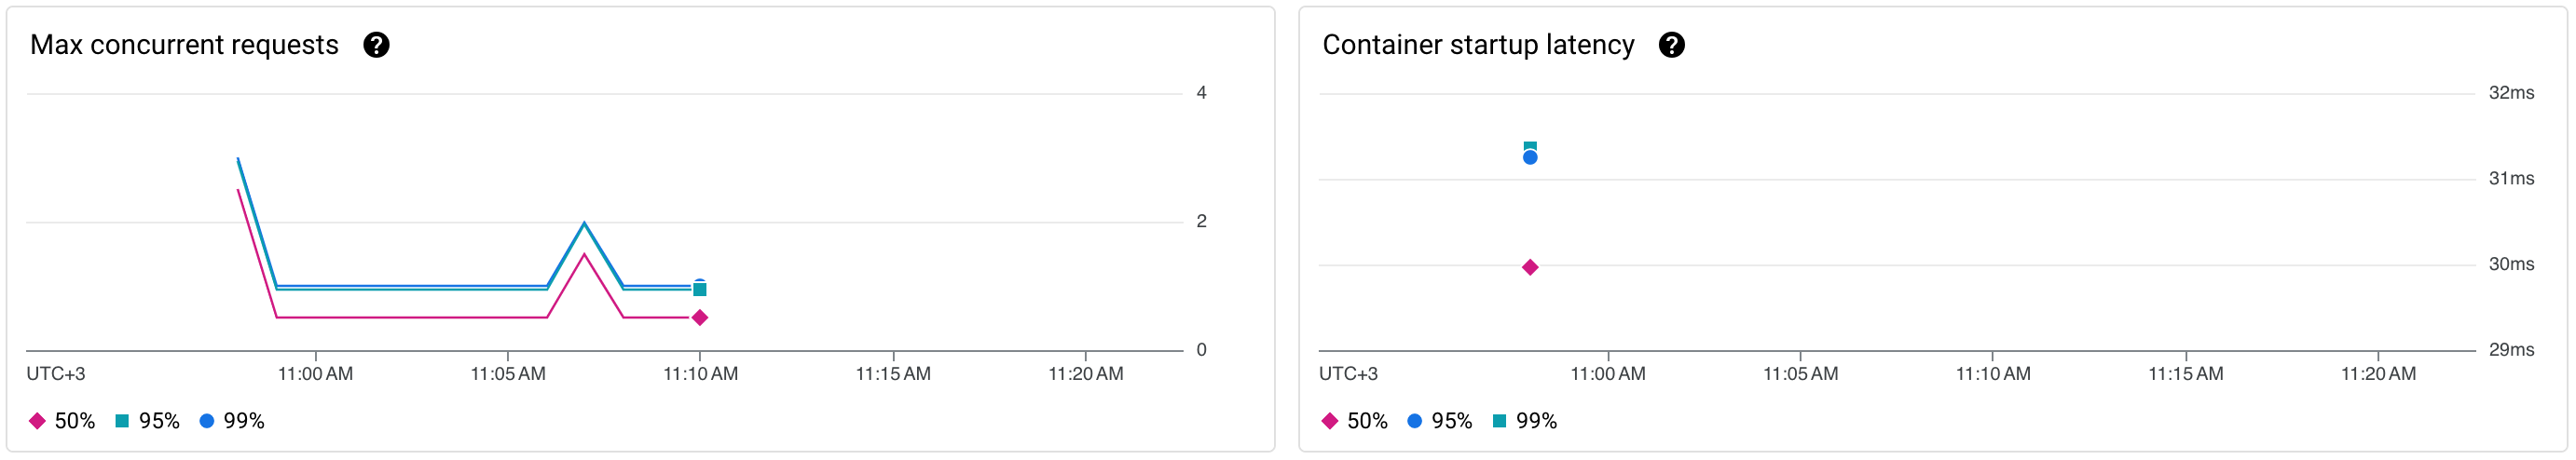 Max concurrent requests ?
4
2
0
UTC+3 11:00 AM 11:05 AM 11:10 AM 11:15 AM 11:20 AM
50% 95% 99%
Container startup latency ?
32ms
31ms
30ms
29ms
UTC+3 11:00 AM 11:05 AM 11:10 AM 11:15 AM 11:20 AM
50% 95% 99%